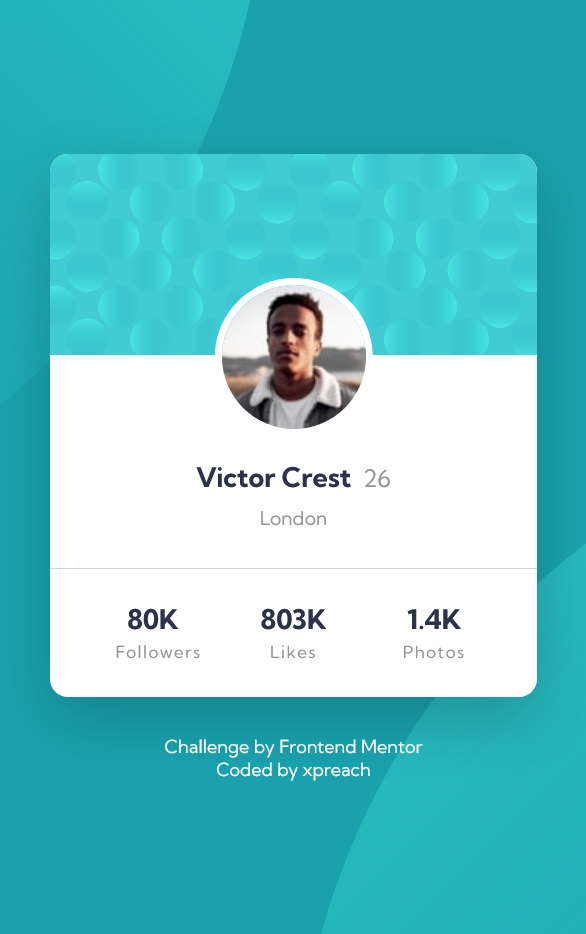 Victor Crest 26
London
80K 803K 1.4K
Followers Likes Photos
Challenge by Frontend Mentor
Coded by xpreach